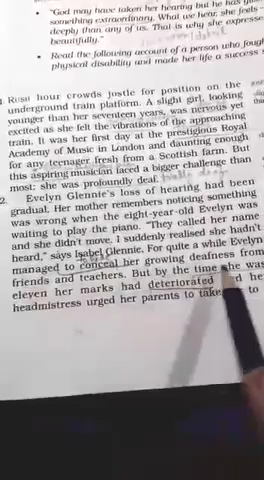 "God may have taken her hearing but he has
something extraordinary. What we hear, she feels –
deeply than any of us. That is why she expresse
beautifully."
Read the following account of a person who fough
physical disability and made her life a success s
1. RUSH hour crowds jostle for position on the
underground train platform. A slight girl, looking
younger than her seventeen years, was nervous yet
excited as she felt the vibrations of the approaching
train. It was her first day at the prestigious Royal
Academy of Music in London and daunting enough
for any teenager fresh from a Scottish farm. But
this aspiring musician faced a bigger challenge than
most: she was profoundly deaf.
2. Evelyn Glennie's loss of hearing had been
gradual. Her mother remembers noticing something
was wrong when the eight-year-old Evelyn was
waiting to play the piano. "They called her name
and she didn't move. I suddenly realised she hadn't
heard," says Isabel Glennie. For quite a while Evelyn
managed to conceal her growing deafness from
friends and teachers. But by the time she was
eleven her marks had deteriorated he
headmistress urged her parents to take to